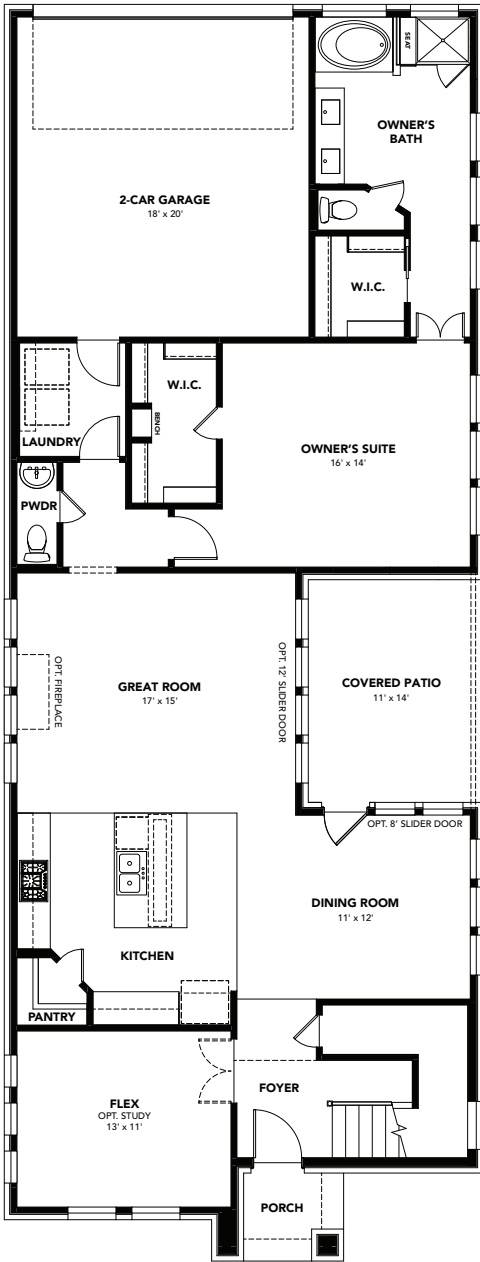 SEAT
OWNER'S
BATH
2-CAR GARAGE
18' x 20'
W.I.C.
W.I.C.
BENCH
LAUNDRY
OWNER'S SUITE
16' x 14'
PWDR
OPT. FIREPLACE
GREAT ROOM
17' x 15'
OPT. 12' SLIDER DOOR
COVERED PATIO
11' x 14'
OPT. 8' SLIDER DOOR
DINING ROOM
11' x 12'
KITCHEN
PANTRY
FLEX
OPT. STUDY
13' x 11'
FOYER
PORCH